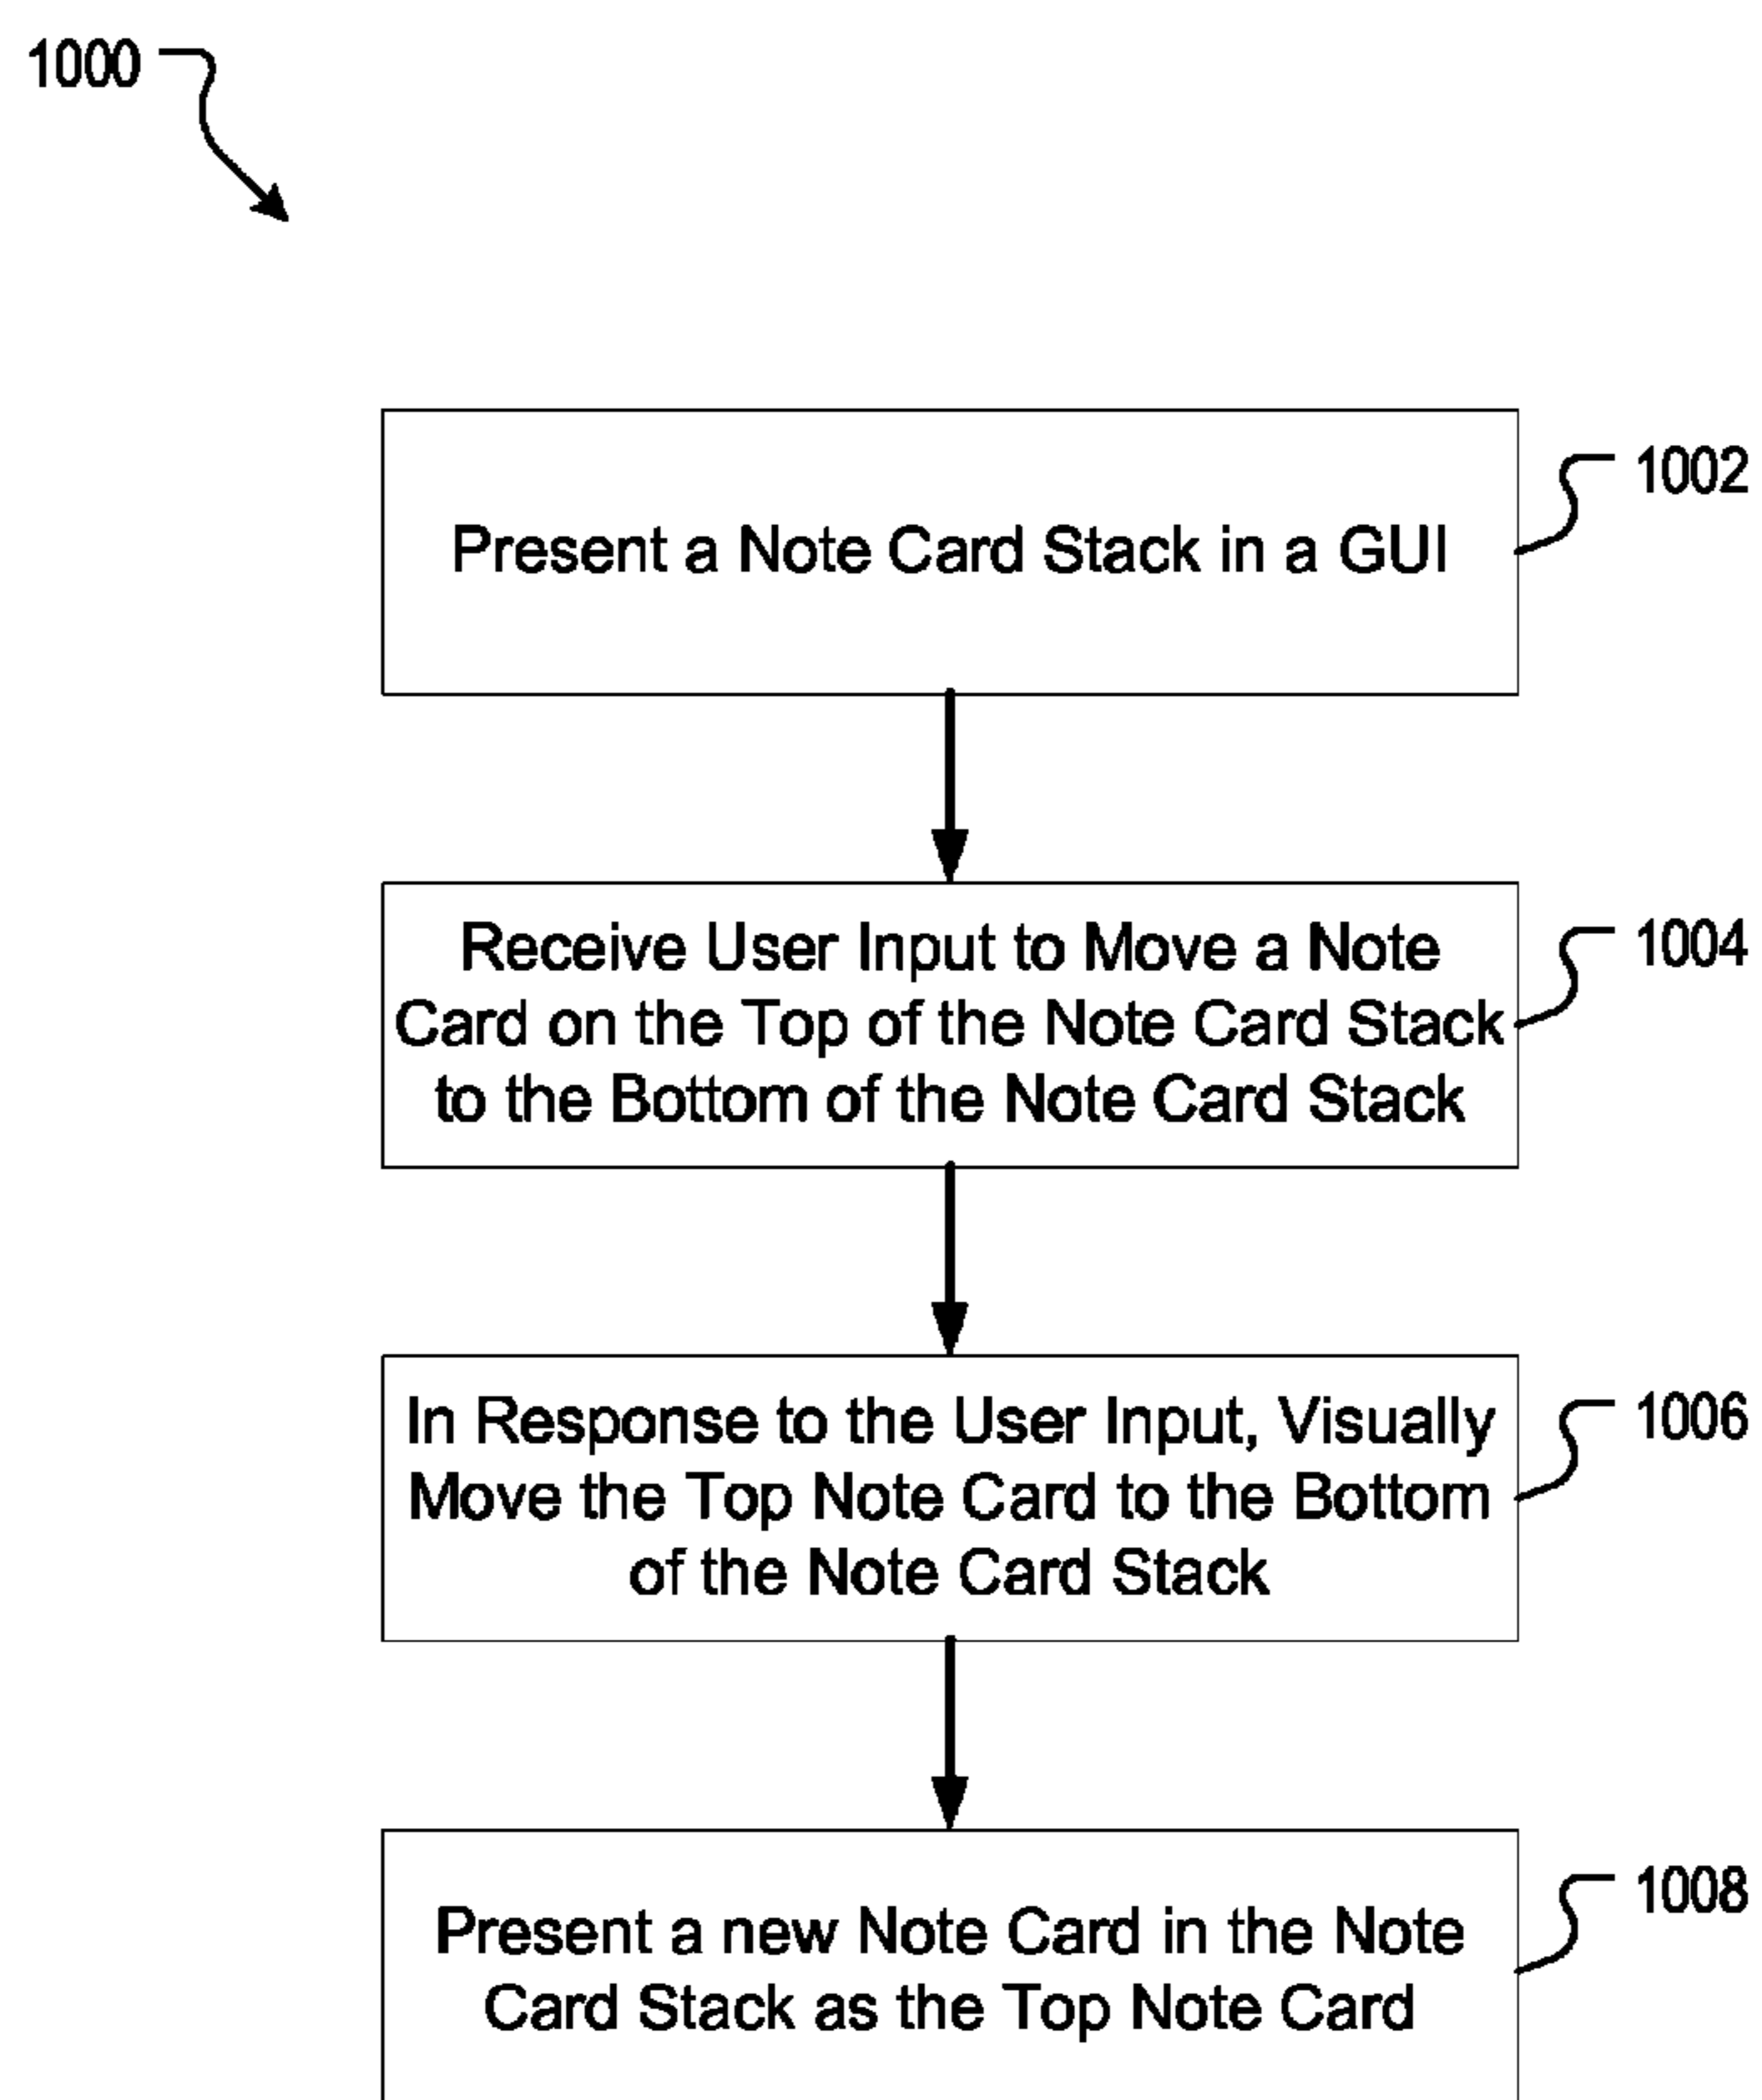 1000
Present a Note Card Stack in a GUI
1002
Receive User Input to Move a Note
Card on the Top of the Note Card Stack
to the Bottom of the Note Card Stack
1004
In Response to the User Input, Visually
Move the Top Note Card to the Bottom
of the Note Card Stack
1006
Present a new Note Card in the Note
Card Stack as the Top Note Card
1008